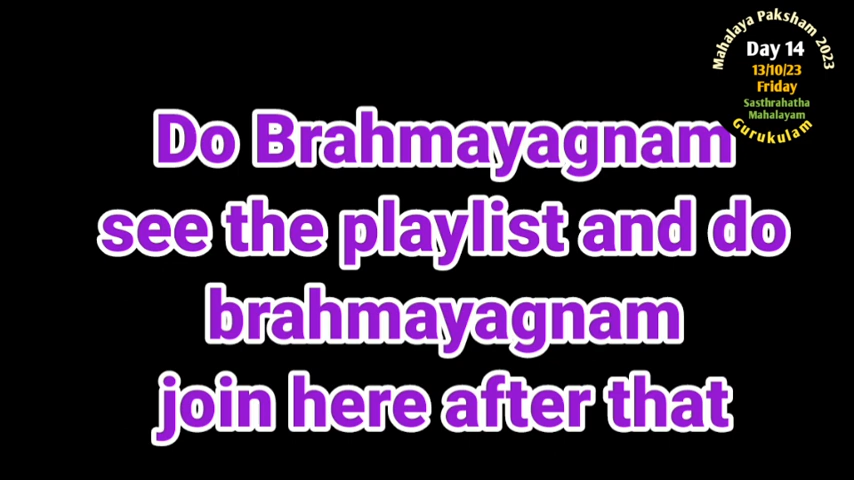 Mahalaya Paksham 2023
Day 14
13/10/23
Friday
Sasthrahatha
Mahalayam
Gurukulam
Do Brahmayagnam
see the playlist and do
brahmayagnam
join here after that